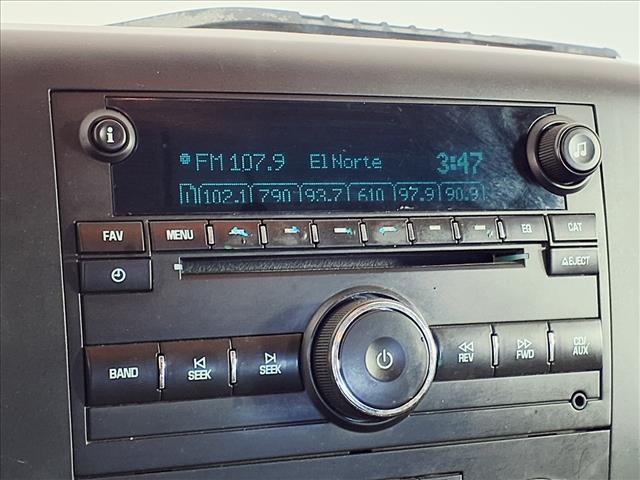 FM 107.9 El Norte 3:47
102.1 790 93.7 610 97.9 90.9
FAV MENU EQ CAT
EJECT
BAND SEEK SEEK REV FWD CD/
AUX